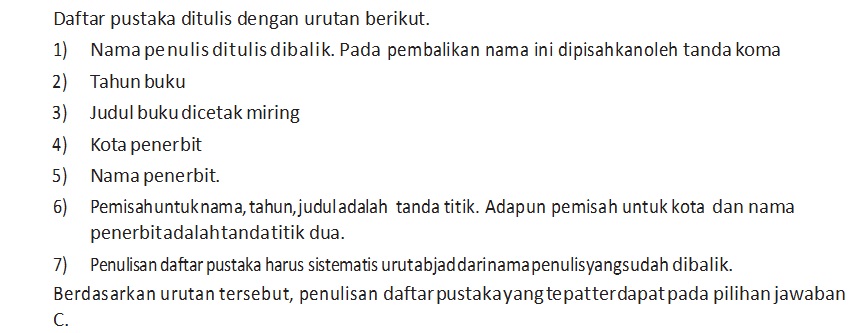 Daftar pustaka ditulis dengan urutan berikut.
1) Nama penulis ditulis dibalik. Pada pembalikan nama ini dipisahkanoleh tanda koma
2) Tahun buku
3) Judul buku dicetak miring
4) Kota penerbit
5) Nama penerbit.
6) Pemisahuntuknama,tahun,juduladalah tanda titik. Adapun pemisah untuk kota dan nama
penerbitadalahtandatitik dua.
7) Penulisan daftar pustaka harus sistematis urutabjaddarinamapenulisyangsudah dibalik.
Berdasarkan urutan tersebut, penulisan daftarpustakayangtepatterdapatpada pilihan jawaban
C.